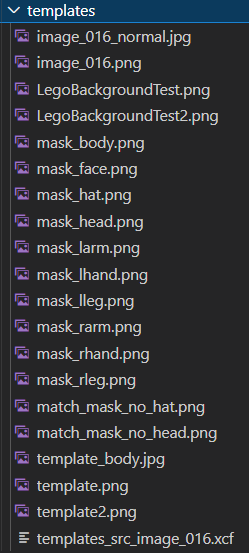 templates
image_016_normal.jpg
image_016.png
LegoBackgroundTest.png
LegoBackgroundTest2.png
mask_body.png
mask_face.png
mask_hat.png
mask_head.png
mask_larm.png
mask_lhand.png
mask_lleg.png
mask_rarm.png
mask_rhand.png
mask_rleg.png
match_mask_no_hat.png
match_mask_no_head.png
template_body.jpg
template.png
template2.png
templates_src_image_016.xcf